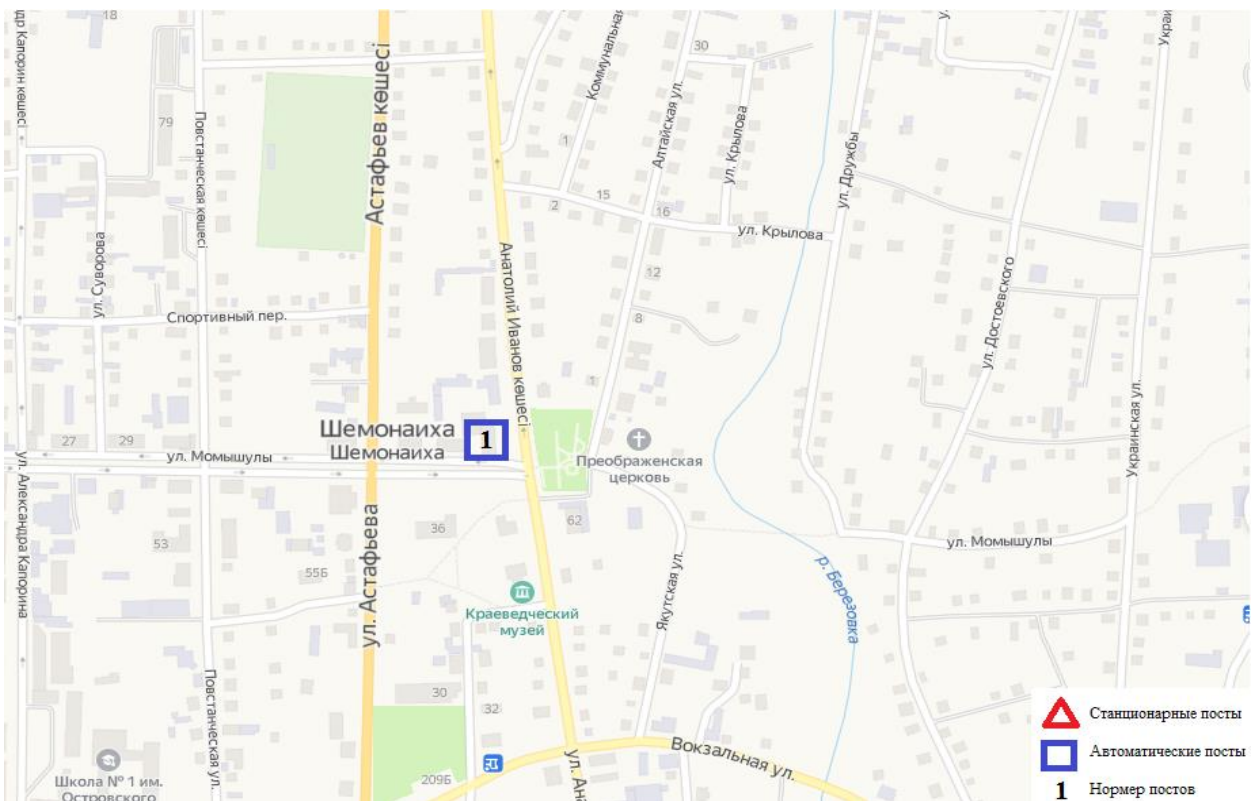 др Капорин көшесі
18
79
Повстанческая көшесі
Астафьев көшесі
Коммунальная
30
Алтайская ул.
ул. Крылова
1
15
2
16
ул. Крылова
ул. Дружбы
Украи
ул. Суворова
Спортивный пер.
Анатолий Иванов көшесі
12
8
1
ул. Достоевского
Украинская ул.
Шемонаиха
Шемонаиха
1
27
29
ул. Момышулы
Преображенская
церковь
ул. Александра Капорина
53
36
62
ул. Момышулы
55Б
ул. Астафьева
Краеведческий
музей
Якутская ул.
р. Березовка
Повстанческая ул.
30
32
209Б
Вокзальная ул.
ул. Ана
Школа № 1 им.
Островского
Станционарные посты
Автоматические посты
1 Нормер постов